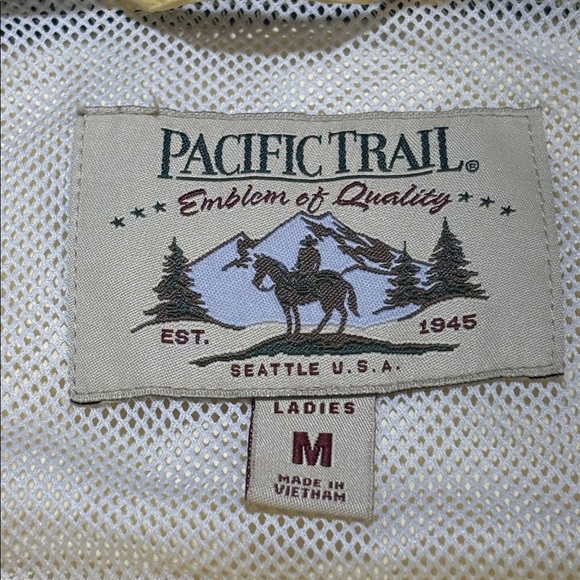 PACIFIC TRAIL®
Emblem of Quality
EST. 1945
SEATTLE U.S.A.
LADIES
M
MADE IN
VIETNAM